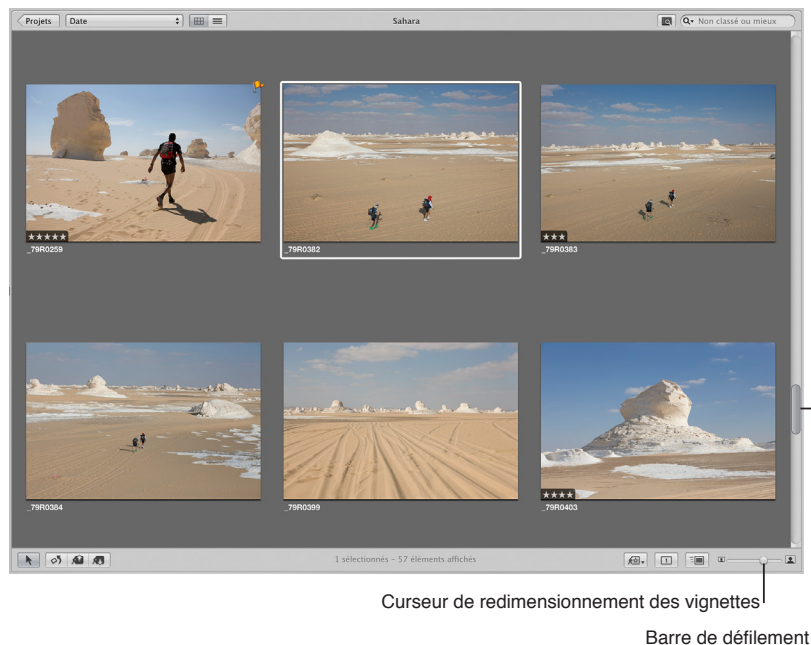 Projets Date Sahara Non classé ou mieux
★★★★★
_79R0259 _79R0382
★★★
_79R0383
_79R0384 _79R0399
★★★★
_79R0403
1 sélectionnés – 57 éléments affichés
1
Curseur de redimensionnement des vignettes
Barre de défilement